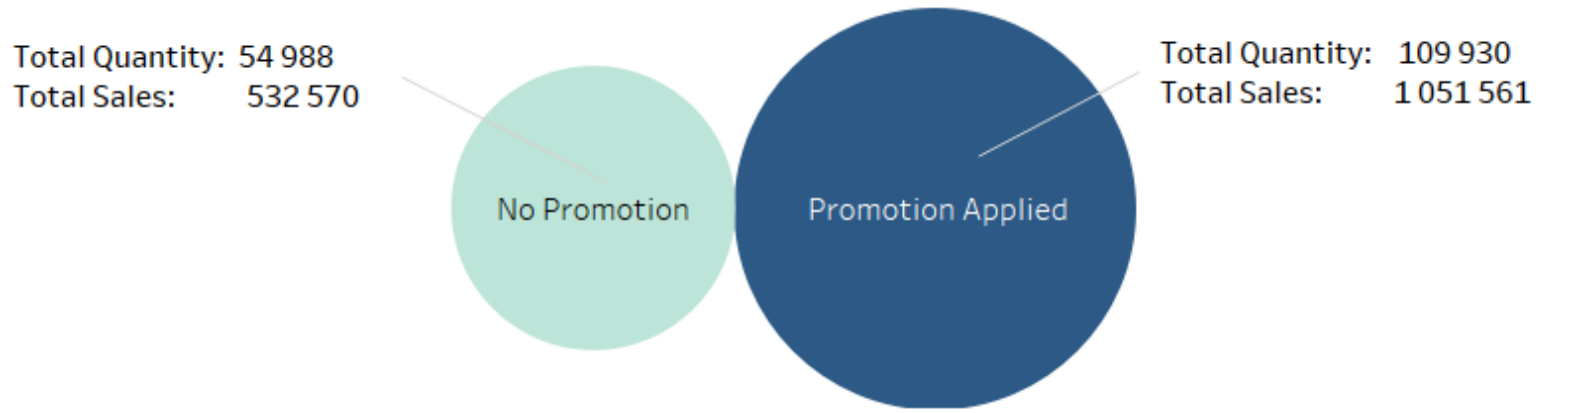 Total Quantity: 54 988
Total Sales: 532 570
No Promotion
Promotion Applied
Total Quantity: 109 930
Total Sales: 1 051 561